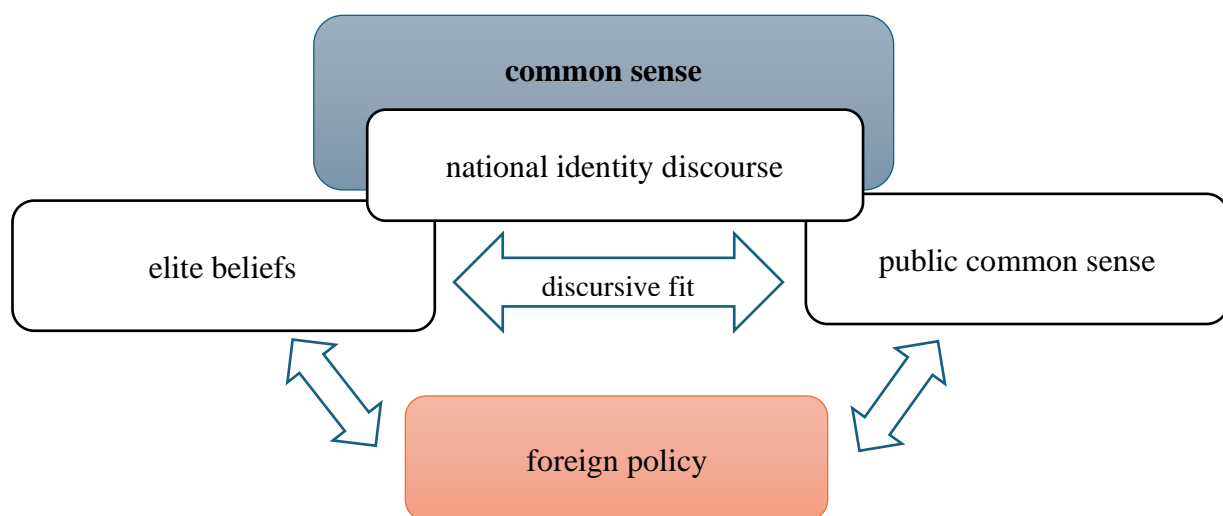 common sense
national identity discourse
elite beliefs
public common sense
discursive fit
foreign policy